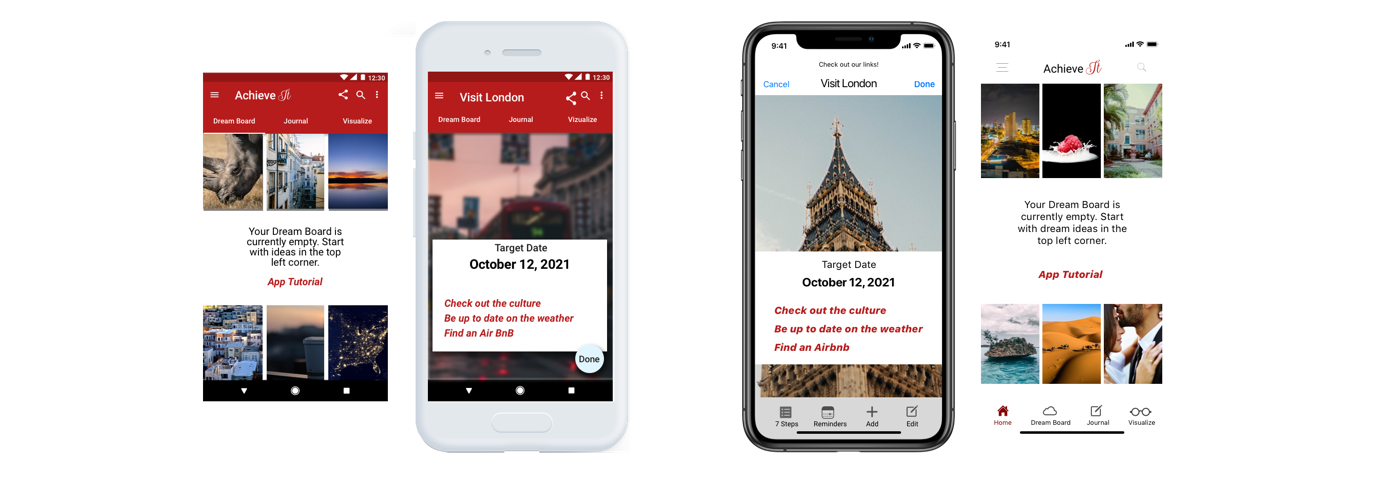 12:30
Achieve It
Dream Board Journal Visualize
Your Dream Board is
currently empty. Start
with ideas in the top
left corner.
App Tutorial
12:30
Visit London
Dream Board Journal Vizualize
Target Date
October 12, 2021
Check out the culture
Be up to date on the weather
Find an Air BnB
Done
9:41
Check out our links!
Cancel Visit London Done
Target Date
October 12, 2021
Check out the culture
Be up to date on the weather
Find an Airbnb
7 Steps Reminders Add Edit
9:41
Achieve It
Your Dream Board is
currently empty. Start
with dream ideas in the
top left corner.
App Tutorial
Home Dream Board Journal Visualize